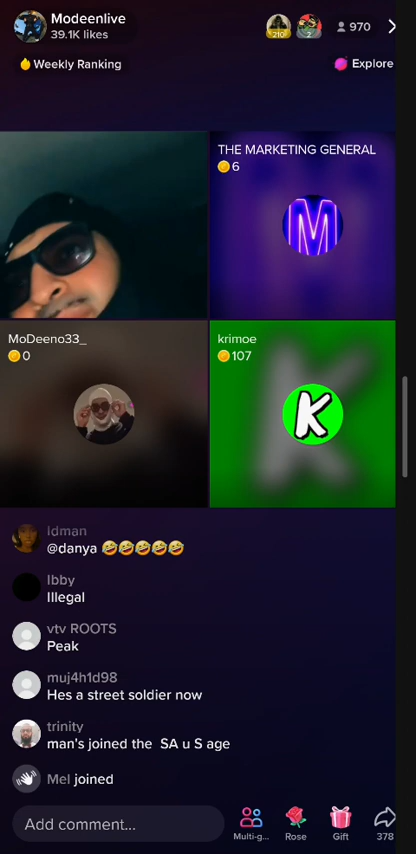 Modeenlive
39.1K likes
210
2
970
Weekly Ranking
Explore
THE MARKETING GENERAL
6
M
MoDeeno33_
0
krimoe
107
K
Idman
@danya 🤣🤣🤣🤣🤣
Ibby
Illegal
vtv ROOTS
Peak
muj4h1d98
Hes a street soldier now
trinity
man's joined the  SA u S age
Mel joined
Add comment...
Multi-g...
Rose
Gift
378